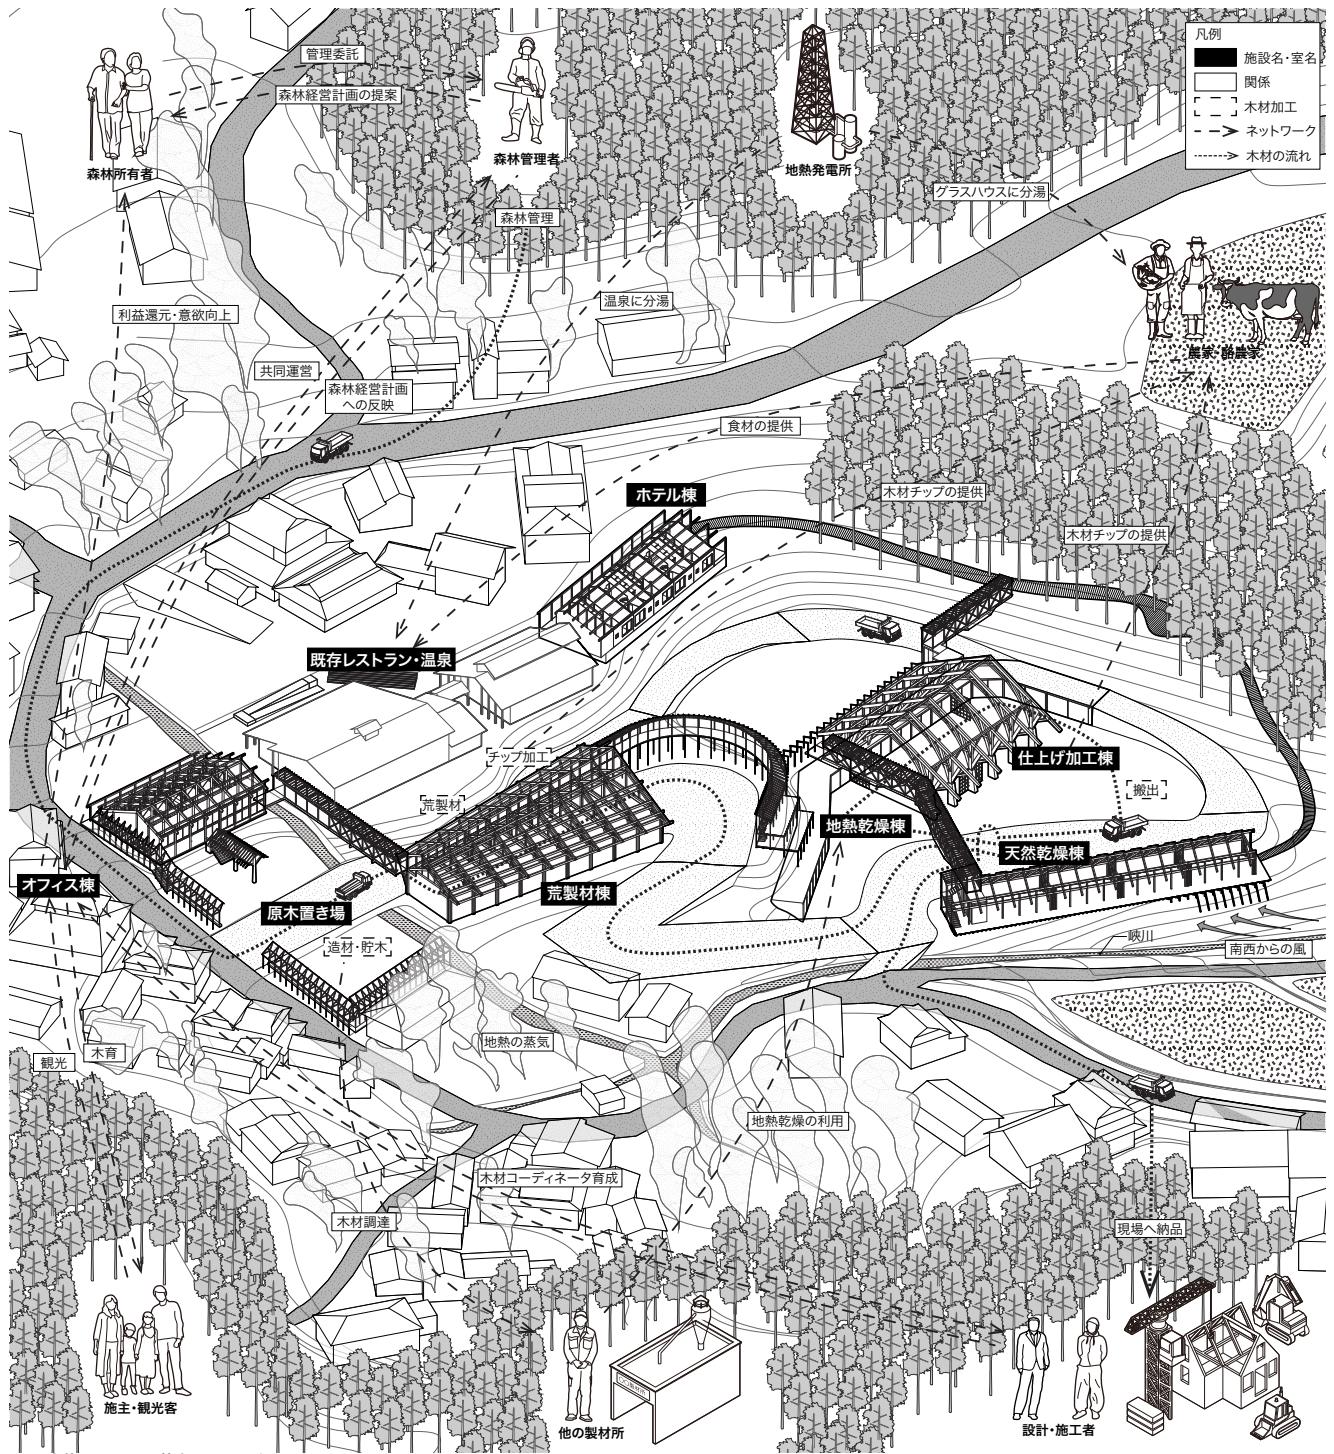 凡例
施設名・室名
関係
木材加工
ネットワーク
木材の流れ
管理委託
森林経営計画の提案
森林所有者
森林管理者
地熱発電所
グラスハウスに分湯
森林管理
利益還元・意欲向上
温泉に分湯
農家・酪農家
共同運営
森林経営計画
への反映
食材の提供
ホテル棟
木材チップの提供
木材チップの提供
既存レストラン・温泉
チップ加工
荒製材
仕上げ加工棟
搬出
地熱乾燥棟
天然乾燥棟
オフィス棟
原木置き場
荒製材棟
造材・貯木
峡川
南西からの風
地熱の蒸気
観光
木育
地熱乾燥の利用
木材コーディネータ育成
木材調達
現場へ納品
施主・観光客
他の製材所
設計・施工者